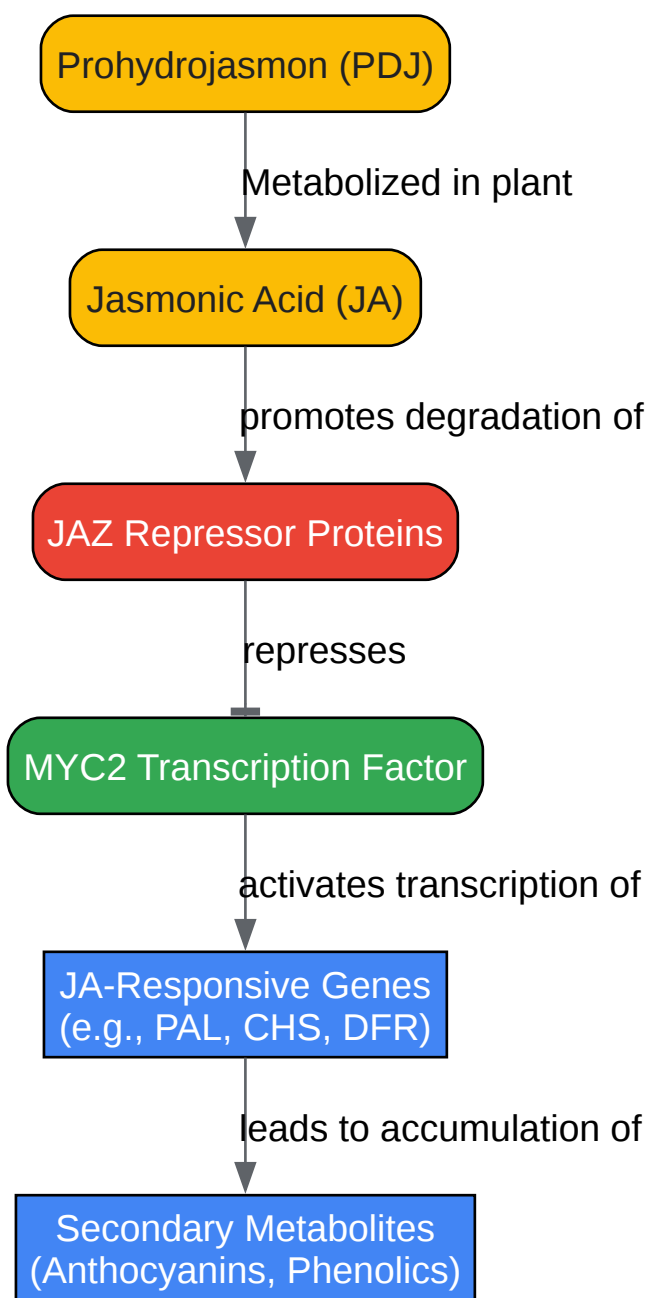 Prohydrojasmon (PDJ)
Metabolized in plant
Jasmonic Acid (JA)
promotes degradation of
JAZ Repressor Proteins
represses
MYC2 Transcription Factor
activates transcription of
JA-Responsive Genes
(e.g., PAL, CHS, DFR)
leads to accumulation of
Secondary Metabolites
(Anthocyanins, Phenolics)